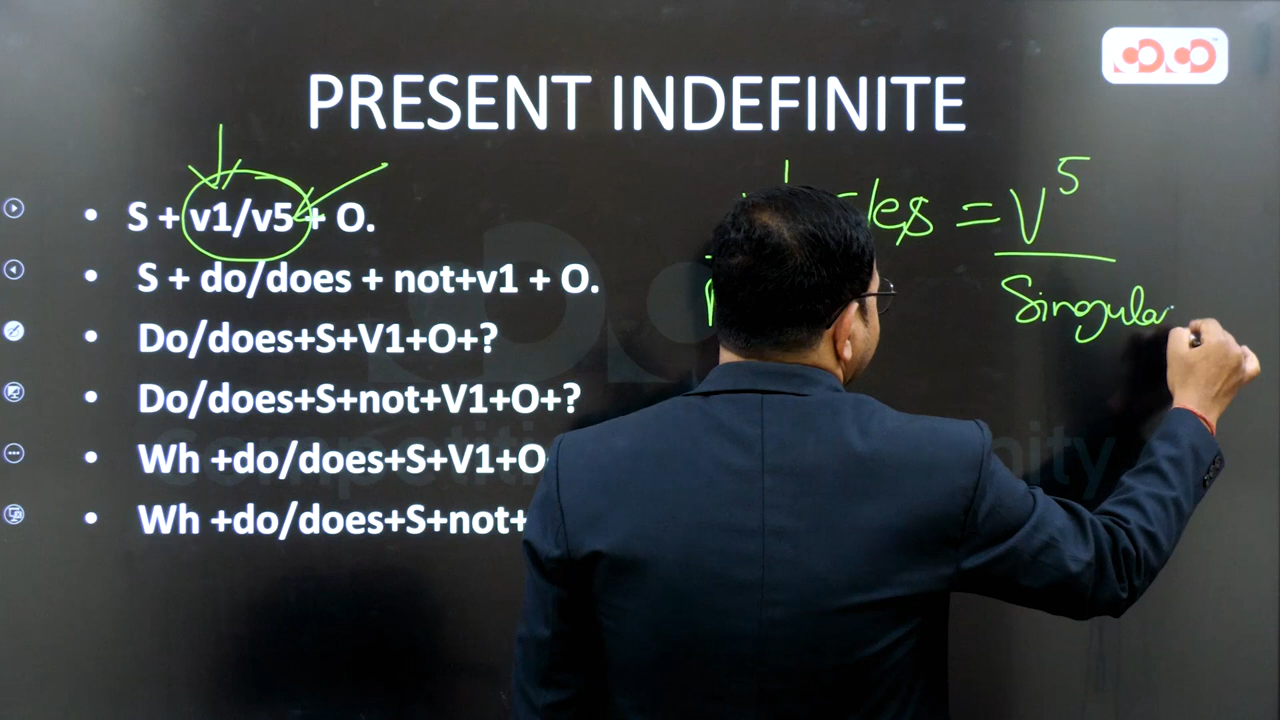 PRESENT INDEFINITE
• S + v1/v5 + O.
• S + do/does + not+v1 + O.
• Do/does+S+V1+O+?
• Do/does+S+not+V1+O+?
• Wh +do/does+S+V1+O
• Wh +do/does+S+not+
/es = V5
Singular